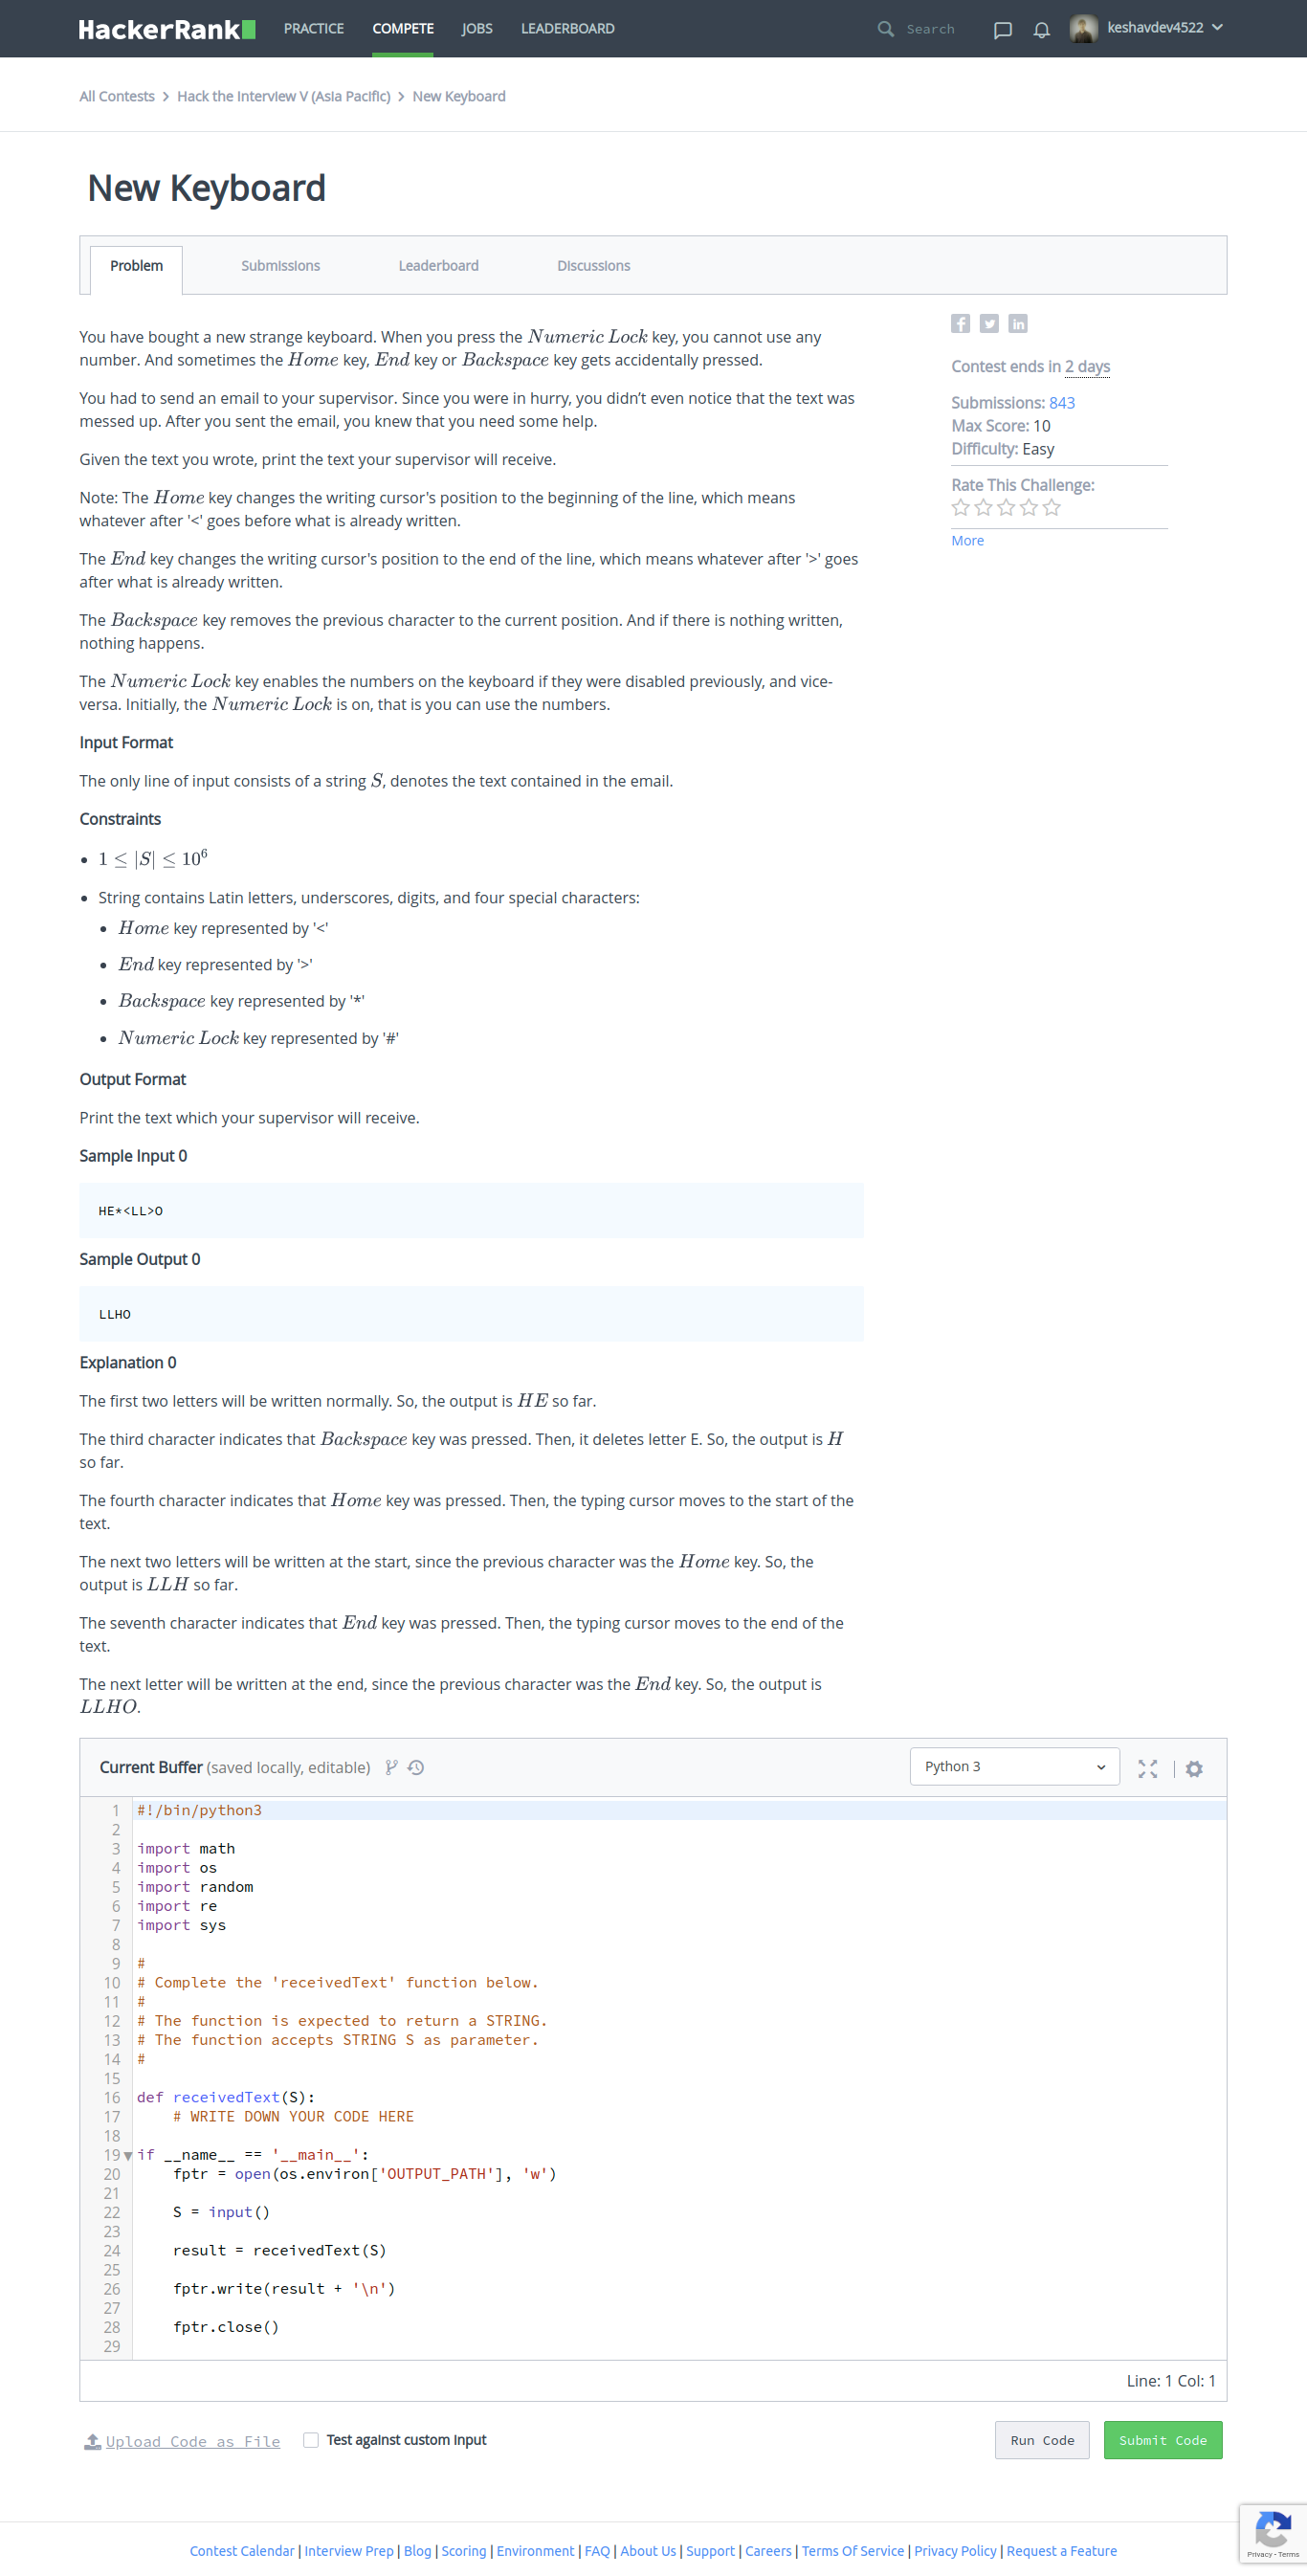 HackerRank PRACTICE COMPETE JOBS LEADERBOARD Search keshavdev4522
All Contests > Hack the Interview V (Asia Pacific) > New Keyboard
New Keyboard
Problem Submissions Leaderboard Discussions
You have bought a new strange keyboard. When you press the Numeric Lock key, you cannot use any
number. And sometimes the Home key, End key or Backspace key gets accidentally pressed.
You had to send an email to your supervisor. Since you were in hurry, you didn’t even notice that the text was
messed up. After you sent the email, you knew that you need some help.
Given the text you wrote, print the text your supervisor will receive.
Note: The Home key changes the writing cursor's position to the beginning of the line, which means
whatever after '<' goes before what is already written.
The End key changes the writing cursor's position to the end of the line, which means whatever after '>' goes
after what is already written.
The Backspace key removes the previous character to the current position. And if there is nothing written,
nothing happens.
The Numeric Lock key enables the numbers on the keyboard if they were disabled previously, and vice-
versa. Initially, the Numeric Lock is on, that is you can use the numbers.
Input Format
The only line of input consists of a string S, denotes the text contained in the email.
Constraints
• 1 ≤ |S| ≤ 10^6
• String contains Latin letters, underscores, digits, and four special characters:
• Home key represented by '<'
• End key represented by '>'
• Backspace key represented by '*'
• Numeric Lock key represented by '#'
Output Format
Print the text which your supervisor will receive.
Sample Input 0
HE*<LL>O
Sample Output 0
LLHO
Explanation 0
The first two letters will be written normally. So, the output is HE so far.
The third character indicates that Backspace key was pressed. Then, it deletes letter E. So, the output is H
so far.
The fourth character indicates that Home key was pressed. Then, the typing cursor moves to the start of the
text.
The next two letters will be written at the start, since the previous character was the Home key. So, the
output is LLH so far.
The seventh character indicates that End key was pressed. Then, the typing cursor moves to the end of the
text.
The next letter will be written at the end, since the previous character was the End key. So, the output is
LLHO.
Contest ends in 2 days
Submissions: 843
Max Score: 10
Difficulty: Easy
Rate This Challenge:
More
Current Buffer (saved locally, editable) Python 3
1 #!/bin/python3
2
3 import math
4 import os
5 import random
6 import re
7 import sys
8
9 #
10 # Complete the 'receivedText' function below.
11 #
12 # The function is expected to return a STRING.
13 # The function accepts STRING S as parameter.
14 #
15
16 def receivedText(S):
17     # WRITE DOWN YOUR CODE HERE
18
19 if __name__ == '__main__':
20     fptr = open(os.environ['OUTPUT_PATH'], 'w')
21
22     S = input()
23
24     result = receivedText(S)
25
26     fptr.write(result + '\n')
27
28     fptr.close()
29
Line: 1 Col: 1
Upload Code as File Test against custom input Run Code Submit Code
Contest Calendar | Interview Prep | Blog | Scoring | Environment | FAQ | About Us | Support | Careers | Terms Of Service | Privacy Policy | Request a Feature
Privacy - Terms